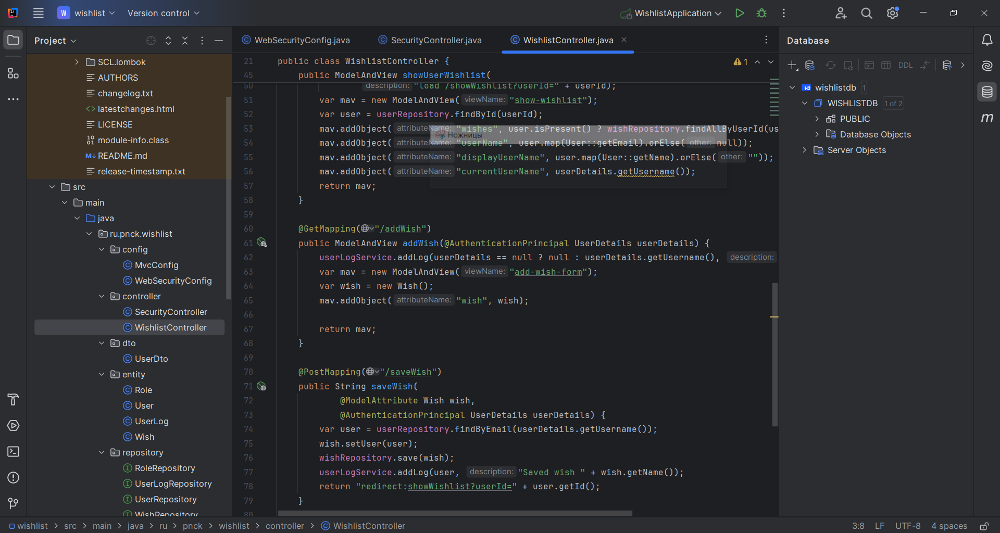 W wishlist Version control WishlistApplication
Project
SCL.lombok
AUTHORS
changelog.txt
latestchanges.html
LICENSE
module-info.class
README.md
release-timestamp.txt
src
main
java
ru.pnck.wishlist
config
MvcConfig
WebSecurityConfig
controller
SecurityController
WishlistController
dto
UserDto
entity
Role
User
UserLog
Wish
repository
RoleRepository
UserLogRepository
UserRepository
WishRepository
WebSecurityConfig.java SecurityController.java WishlistController.java
21 public class WishlistController { 1
45 public ModelAndView showUserWishlist(
50 description: "load /showWishlist?userId=" + userId);
51 var mav = new ModelAndView( viewName: "show-wishlist");
52 var user = userRepository.findById(userId);
53 mav.addObject( attributeName: "wishes", user.isPresent() ? wishRepository.findAllByUserId(us
Ножницы
54 mav.addObject( attributeName: "userName", user.map(User::getEmail).orElse( other: null));
55 mav.addObject( attributeName: "displayUserName", user.map(User::getName).orElse( other: ""));
56 mav.addObject( attributeName: "currentUserName", userDetails.getUsername());
57 return mav;
58 }
59
60 @GetMapping("/addWish")
61 public ModelAndView addWish(@AuthenticationPrincipal UserDetails userDetails) {
62 userLogService.addLog(userDetails == null ? null : userDetails.getUsername(), description:
63 var mav = new ModelAndView( viewName: "add-wish-form");
64 var wish = new Wish();
65 mav.addObject( attributeName: "wish", wish);
66
67 return mav;
68 }
69
70 @PostMapping("/saveWish")
71 public String saveWish(
72 @ModelAttribute Wish wish,
73 @AuthenticationPrincipal UserDetails userDetails) {
74 var user = userRepository.findByEmail(userDetails.getUsername());
75 wish.setUser(user);
76 wishRepository.save(wish);
77 userLogService.addLog(user, description: "Saved wish " + wish.getName());
78 return "redirect:showWishlist?userId=" + user.getId();
79 }
80
Database
DDL
wishlistdb 1
WISHLISTDB 1 of 2
PUBLIC
Database Objects
Server Objects
m
wishlist > src > main > java > ru > pnck > wishlist > controller > WishlistController 3:8 LF UTF-8 4 spaces